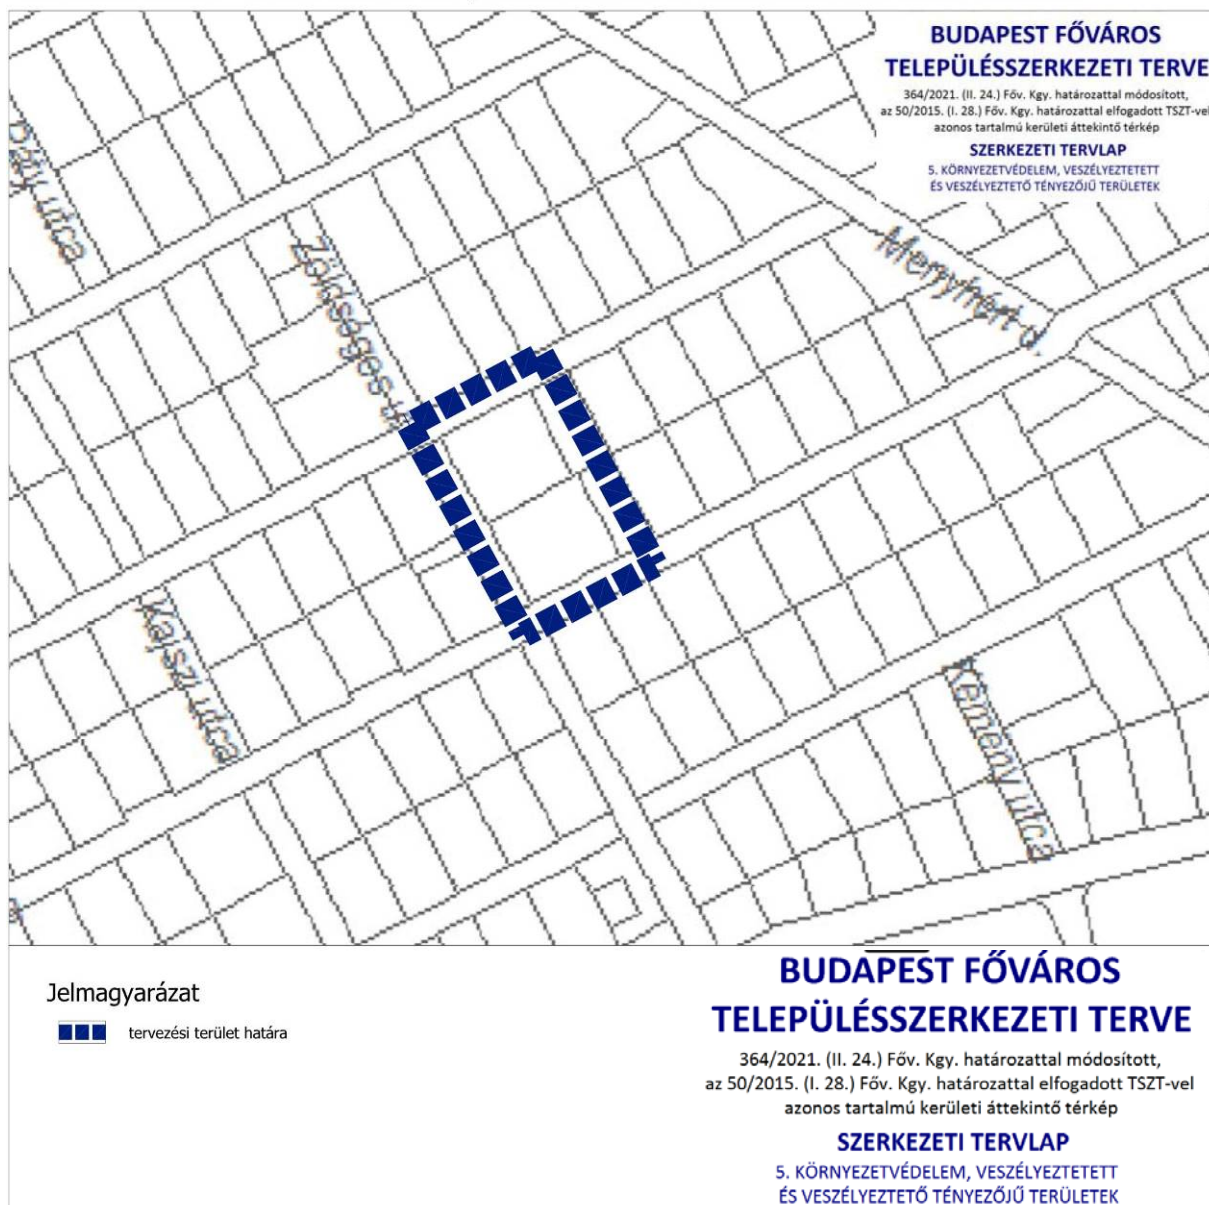 BUDAPEST FŐVÁROS
TELEPÜLÉSSZERKEZETI TERVE
364/2021. (II. 24.) Főv. Kgy. határozattal módosított,
az 50/2015. (I. 28.) Főv. Kgy. határozattal elfogadott TSZT-vel
azonos tartalmú kerületi áttekintő térkép
SZERKEZETI TERVLAP
5. KÖRNYEZETVÉDELEM, VESZÉLYEZTETETT
ÉS VESZÉLYEZTETŐ TÉNYEZŐJŰ TERÜLETEK
utca
Zöldséges u.
Menyhért u.
Kajszi utca
Kemény utca
Jelmagyarázat
tervezési terület határa
BUDAPEST FŐVÁROS
TELEPÜLÉSSZERKEZETI TERVE
364/2021. (II. 24.) Főv. Kgy. határozattal módosított,
az 50/2015. (I. 28.) Főv. Kgy. határozattal elfogadott TSZT-vel
azonos tartalmú kerületi áttekintő térkép
SZERKEZETI TERVLAP
5. KÖRNYEZETVÉDELEM, VESZÉLYEZTETETT
ÉS VESZÉLYEZTETŐ TÉNYEZŐJŰ TERÜLETEK